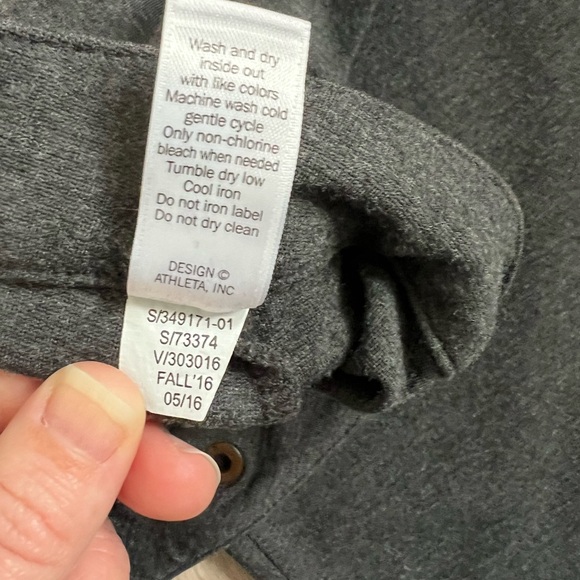 Wash and dry
inside out
with like colors
Machine wash cold
gentle cycle
Only non-chlorine
bleach when needed
Tumble dry low
Cool iron
Do not iron label
Do not dry clean
DESIGN ©
ATHLETA, INC
S/349171-01
S/73374
V/303016
FALL'16
05/16